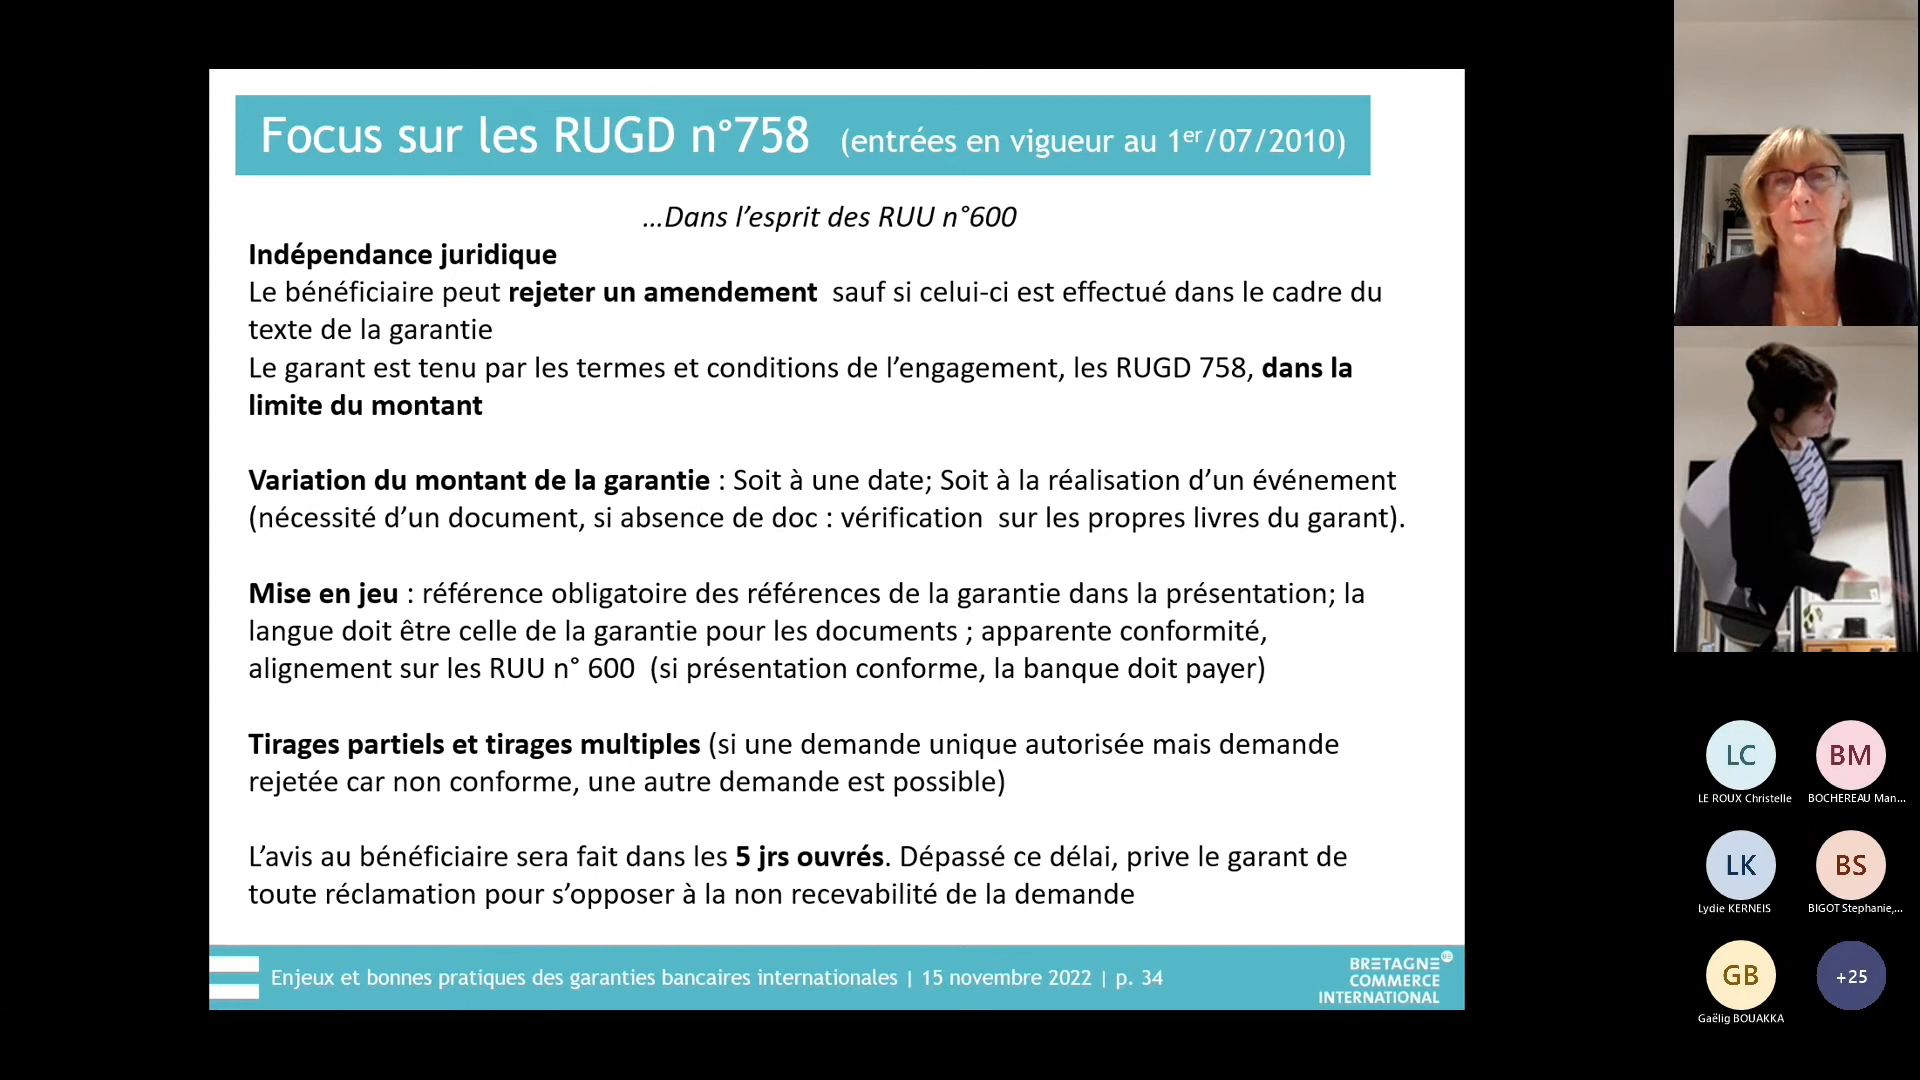 Focus sur les RUGD n°758 (entrées en vigueur au 1er/07/2010)
...Dans l’esprit des RUU n°600
Indépendance juridique
Le bénéficiaire peut rejeter un amendement sauf si celui-ci est effectué dans le cadre du
texte de la garantie
Le garant est tenu par les termes et conditions de l’engagement, les RUGD 758, dans la
limite du montant
Variation du montant de la garantie : Soit à une date; Soit à la réalisation d’un événement
(nécessité d’un document, si absence de doc : vérification sur les propres livres du garant).
Mise en jeu : référence obligatoire des références de la garantie dans la présentation; la
langue doit être celle de la garantie pour les documents ; apparente conformité,
alignement sur les RUU n° 600 (si présentation conforme, la banque doit payer)
Tirages partiels et tirages multiples (si une demande unique autorisée mais demande
rejetée car non conforme, une autre demande est possible)
L’avis au bénéficiaire sera fait dans les 5 jrs ouvrés. Dépassé ce délai, prive le garant de
toute réclamation pour s’opposer à la non recevabilité de la demande
Enjeux et bonnes pratiques des garanties bancaires internationales | 15 novembre 2022 | p. 34
BRETAGNE
COMMERCE
INTERNATIONAL
LC
LE ROUX Christelle
BM
BOCHEREAU Man...
LK
Lydie KERNEIS
BS
BIGOT Stephanie,...
GB
Gaëlig BOUAKKA
+25